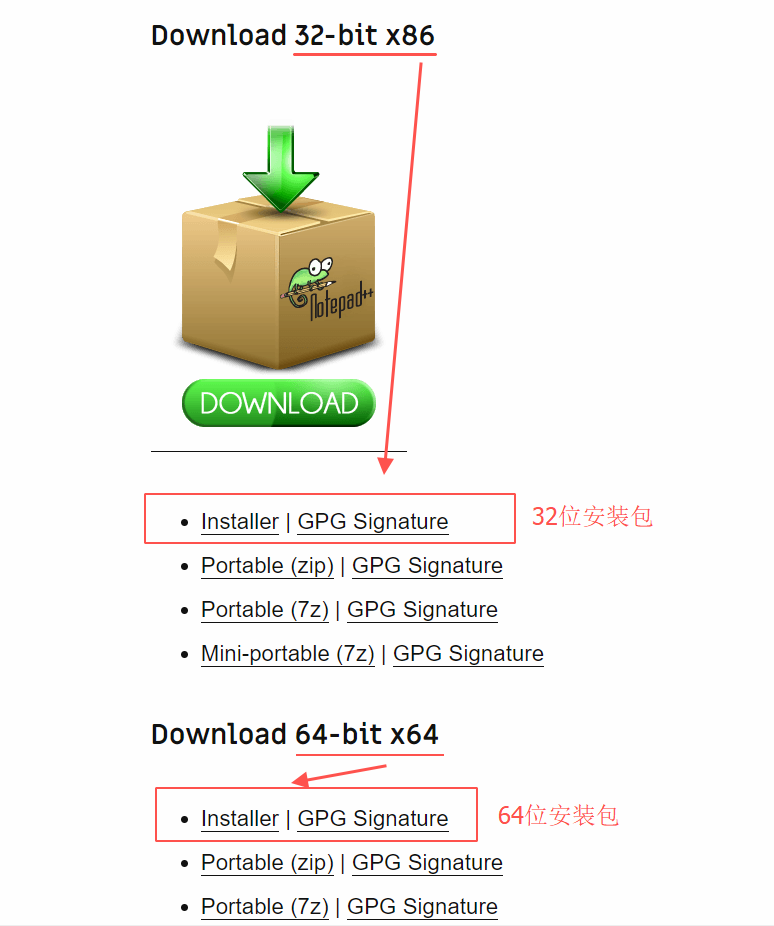 Download 32-bit x86
Notepad++
DOWNLOAD
Installer | GPG Signature
32位安装包
Portable (zip) | GPG Signature
Portable (7z) | GPG Signature
Mini-portable (7z) | GPG Signature
Download 64-bit x64
Installer | GPG Signature
64位安装包
Portable (zip) | GPG Signature
Portable (7z) | GPG Signature